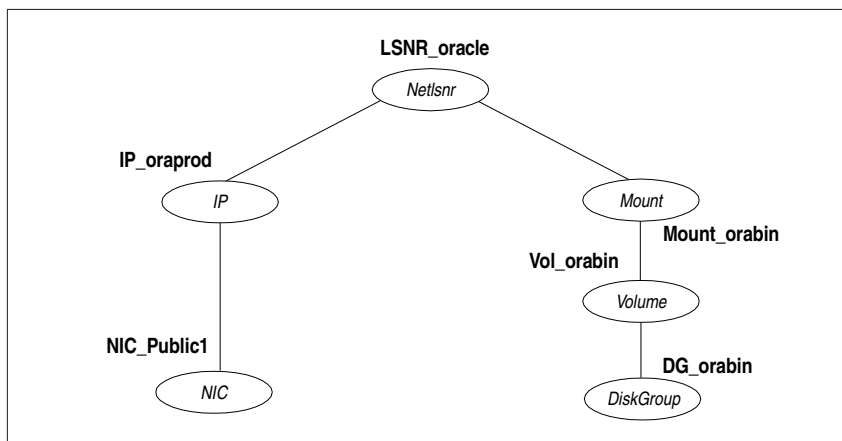 LSNR_oracle
Netlsnr
IP_oraprod
IP
Mount
Mount_orabin
Vol_orabin
Volume
NIC_Public1
DG_orabin
NIC
DiskGroup